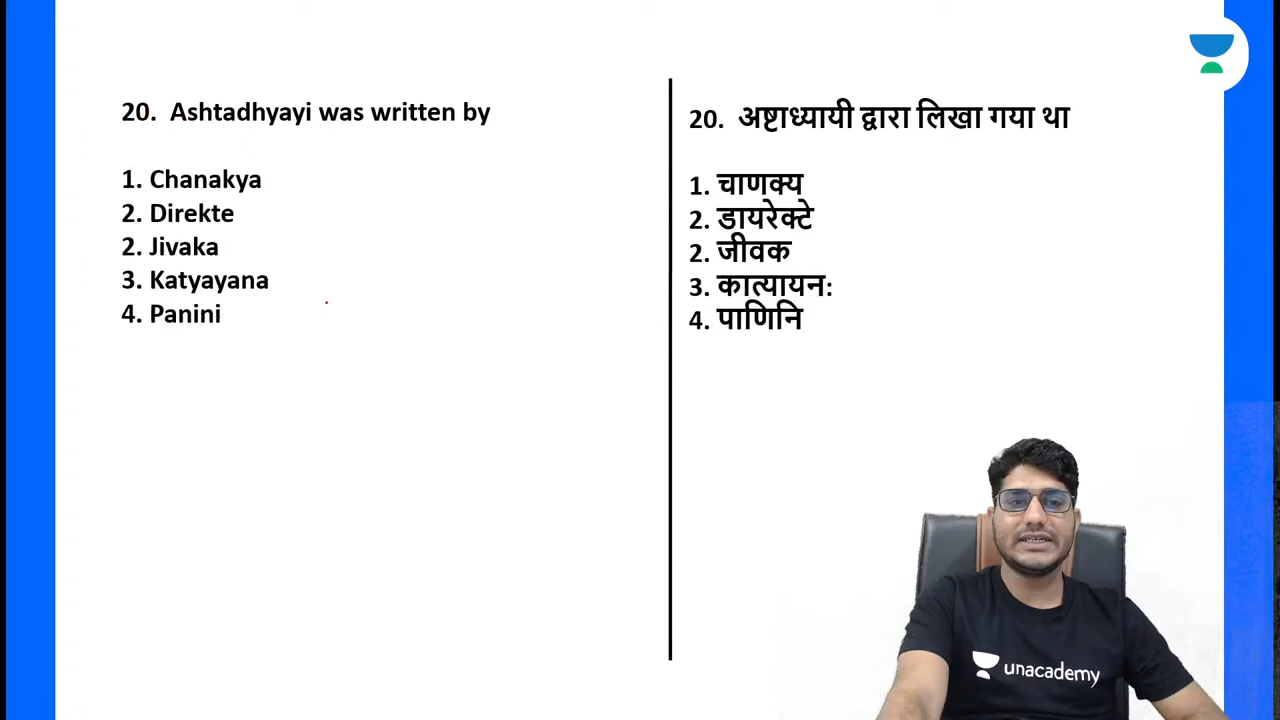 20. Ashtadhyayi was written by
1. Chanakya
2. Direkte
2. Jivaka
3. Katyayana
4. Panini
20. अष्टाध्यायी द्वारा लिखा गया था
1. चाणक्य
2. डायरेक्टे
2. जीवक
3. कात्यायन:
4. पाणिनि
unacademy